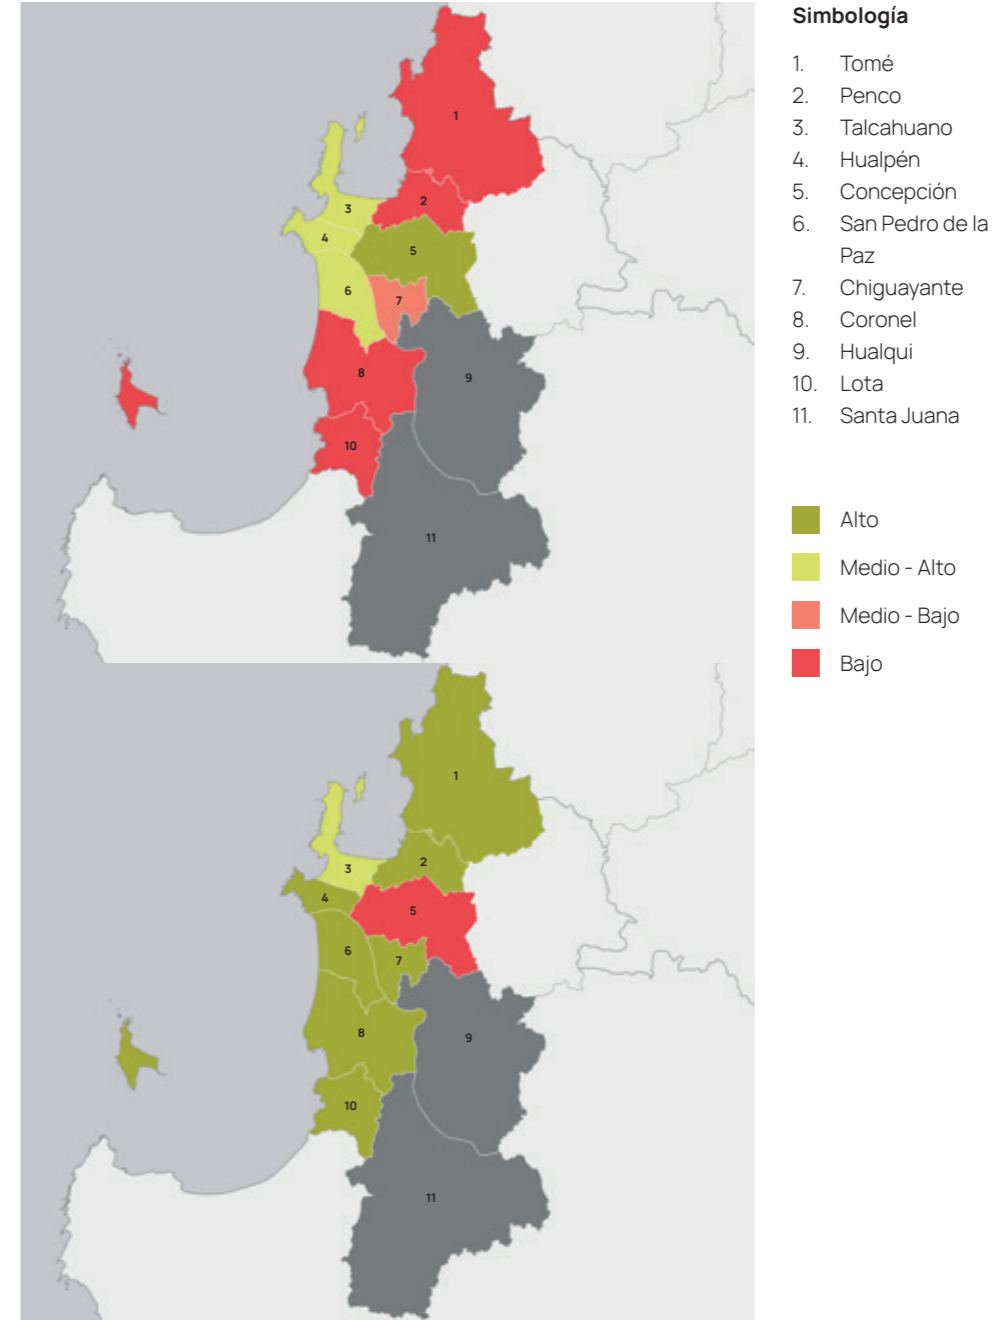 Simbología
1. Tomé
2. Penco
3. Talcahuano
4. Hualpén
5. Concepción
6. San Pedro de la
Paz
7. Chiguayante
8. Coronel
9. Hualqui
10. Lota
11. Santa Juana
Alto
Medio - Alto
Medio - Bajo
Bajo
1
2
3
4
5
6
7
8
9
10
11
1
2
3
4
5
6
7
8
9
10
11